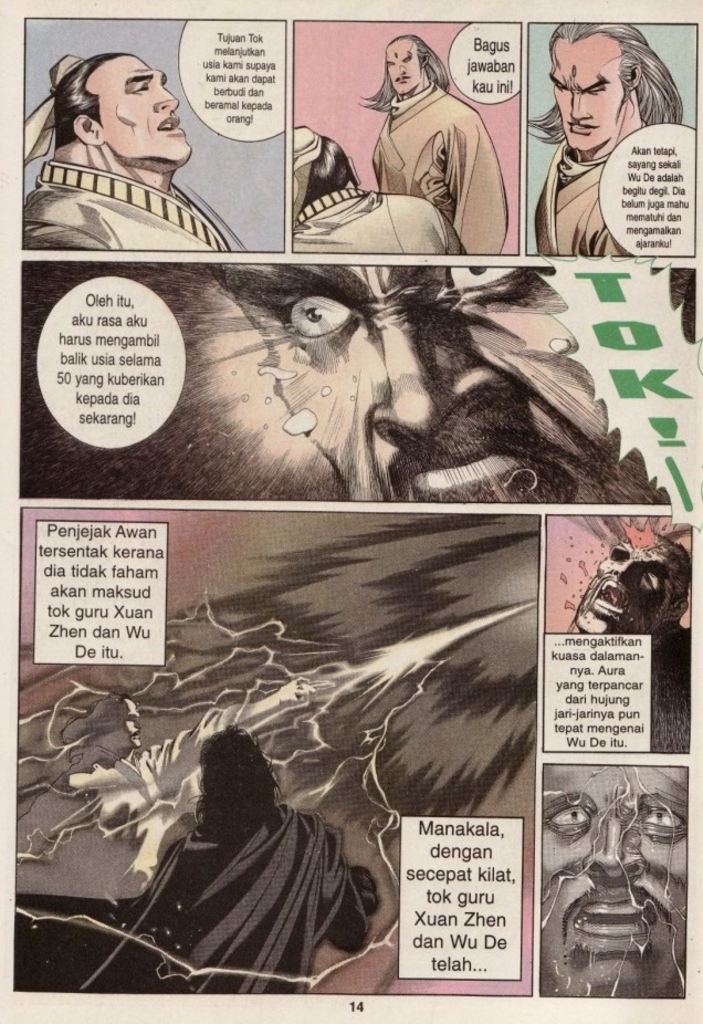 Tujuan Tok
melanjutkan
usia kami supaya
kami akan dapat
berbudi dan
beramal kepada
orang!
Bagus
jawaban
kau ini!
Akan tetapi,
sayang sekali
Wu De adalah
begitu degil. Dia
belum juga mahu
mematuhi dan
mengamalkan
ajaranku!
Oleh itu,
aku rasa aku
harus mengambil
balik usia selama
50 yang kuberikan
kepada dia
sekarang!
TOK!
Penjejak Awan
tersentak kerana
dia tidak faham
akan maksud
tok guru Xuan
Zhen dan Wu
De itu.
Manakala,
dengan
secepat kilat,
tok guru
Xuan Zhen
dan Wu De
telah...
...mengaktifkan
kuasa dalaman-
nya. Aura
yang terpancar
dari hujung
jari-jarinya pun
tepat mengenai
Wu De itu.
14